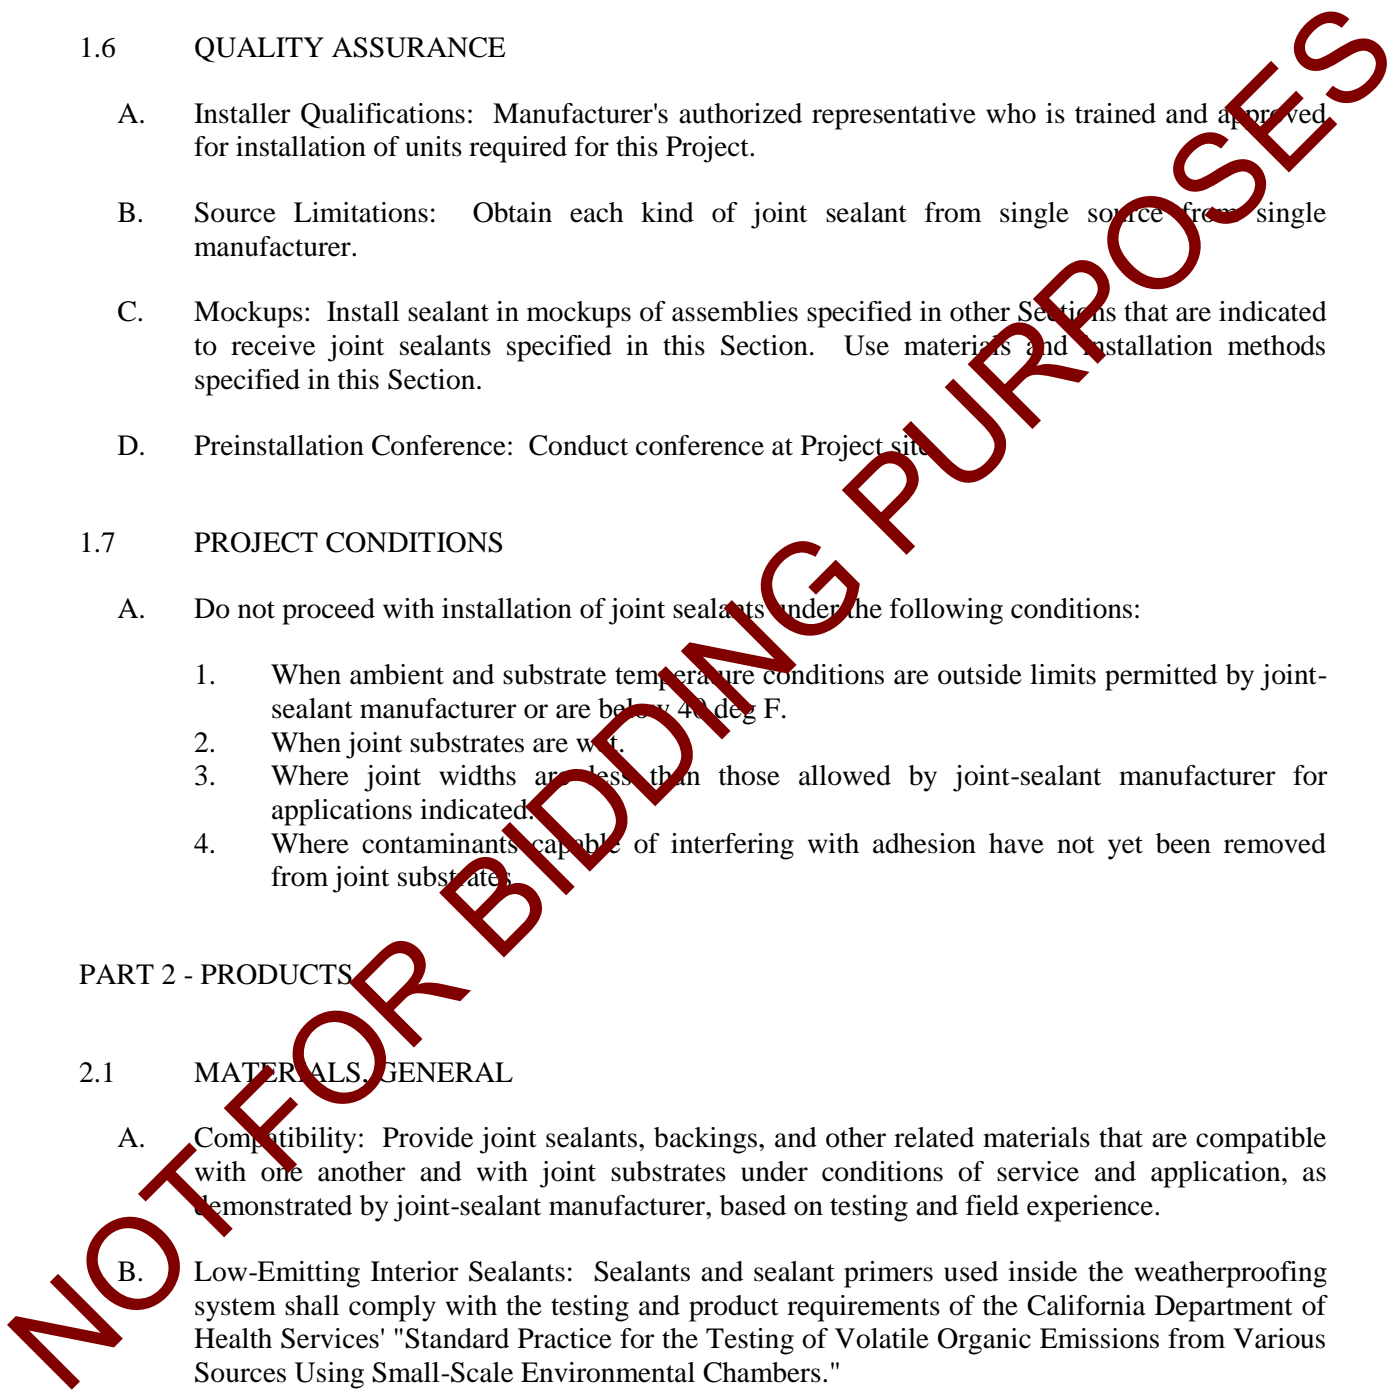 1.6 QUALITY ASSURANCE
A. Installer Qualifications: Manufacturer's authorized representative who is trained and approved
for installation of units required for this Project.
B. Source Limitations: Obtain each kind of joint sealant from single source from single
manufacturer.
C. Mockups: Install sealant in mockups of assemblies specified in other Sections that are indicated
to receive joint sealants specified in this Section. Use materials and installation methods
specified in this Section.
D. Preinstallation Conference: Conduct conference at Project site
1.7 PROJECT CONDITIONS
A. Do not proceed with installation of joint sealants under the following conditions:
1. When ambient and substrate temperature conditions are outside limits permitted by joint-
sealant manufacturer or are below 40 deg F.
2. When joint substrates are wet.
3. Where joint widths are less than those allowed by joint-sealant manufacturer for
applications indicated.
4. Where contaminants capable of interfering with adhesion have not yet been removed
from joint substrates.
PART 2 - PRODUCTS
2.1 MATERIALS, GENERAL
A. Compatibility: Provide joint sealants, backings, and other related materials that are compatible
with one another and with joint substrates under conditions of service and application, as
demonstrated by joint-sealant manufacturer, based on testing and field experience.
B. Low-Emitting Interior Sealants: Sealants and sealant primers used inside the weatherproofing
system shall comply with the testing and product requirements of the California Department of
Health Services' "Standard Practice for the Testing of Volatile Organic Emissions from Various
Sources Using Small-Scale Environmental Chambers."
NOT FOR BIDDING PURPOSES